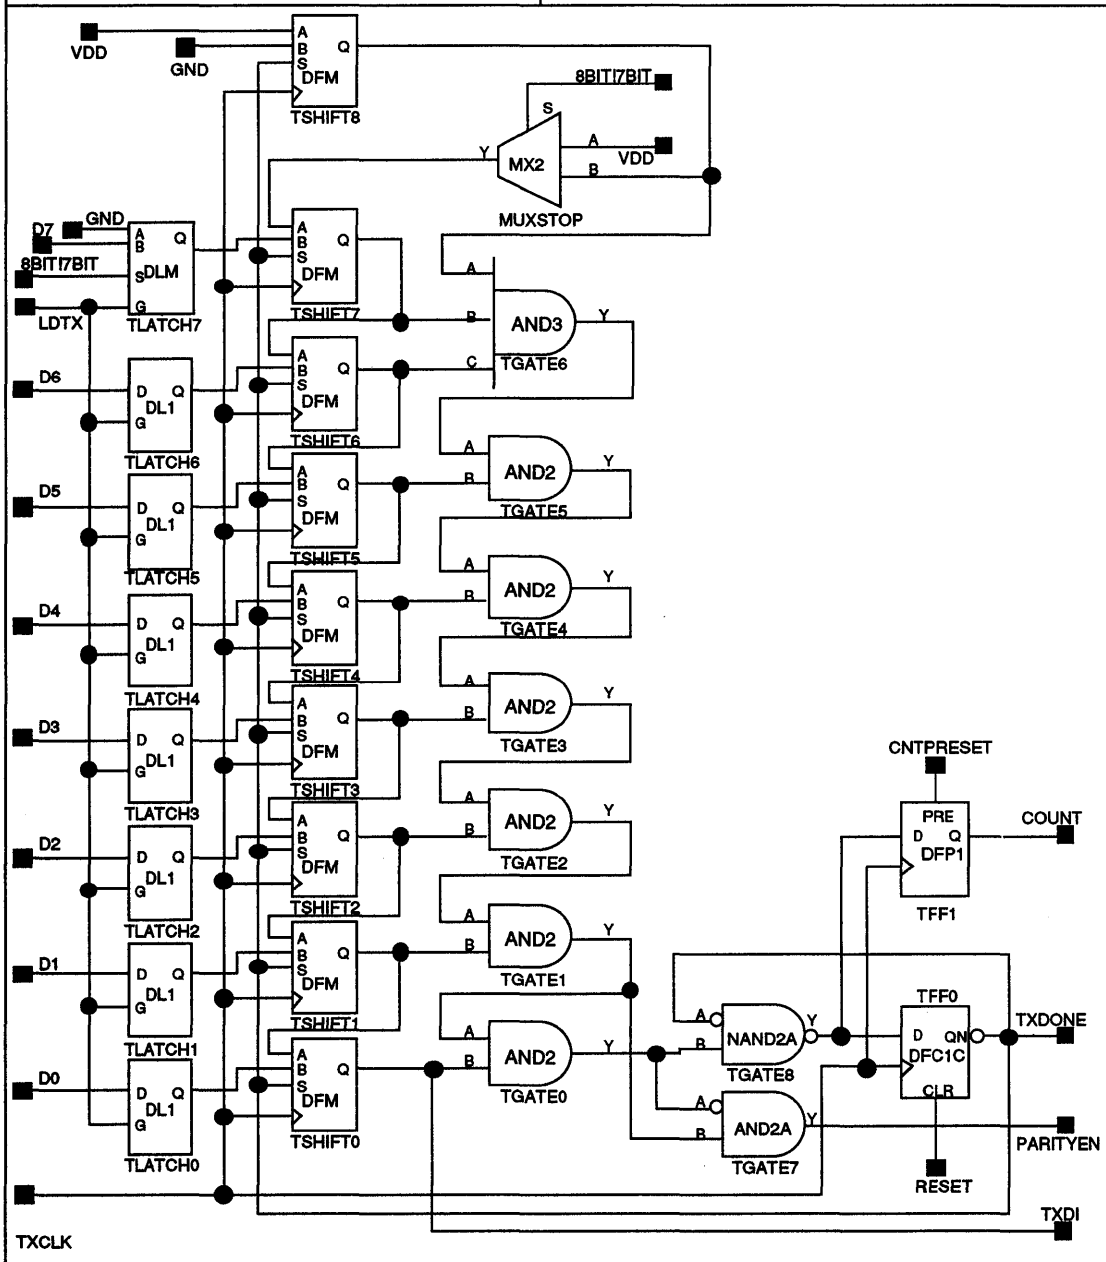 VDD
GND
A
B
S
Q
DFM
TSHIFT8
8BIT!7BIT
S
Y
MX2
A
VDD
B
MUXSTOP
GND
D7
8BIT!7BIT
LDTX
A
B
S
G
Q
DLM
TLATCH7
A
B
S
Q
DFM
TSHIFT7
A
B
C
AND3
Y
TGATE6
D6
D
Q
DL1
G
TLATCH6
A
B
S
Q
DFM
TSHIFT6
A
B
AND2
Y
TGATE5
D5
D
Q
DL1
G
TLATCH5
A
B
S
Q
DFM
TSHIFT5
A
B
AND2
Y
TGATE4
D4
D
Q
DL1
G
TLATCH4
A
B
S
Q
DFM
TSHIFT4
A
B
AND2
Y
TGATE3
D3
D
Q
DL1
G
TLATCH3
A
B
S
Q
DFM
TSHIFT3
A
B
AND2
Y
TGATE2
CNTPRESET
PRE
D
Q
DFP1
TFF1
COUNT
D2
D
Q
DL1
G
TLATCH2
A
B
S
Q
DFM
TSHIFT2
A
B
AND2
Y
TGATE1
D1
D
Q
DL1
G
TLATCH1
A
B
S
Q
DFM
TSHIFT1
A
B
AND2
Y
TGATE0
A
B
NAND2A
Y
TGATE8
TFF0
D
QN
DFC1C
CLR
TXDONE
D0
D
Q
DL1
G
TLATCH0
A
B
S
Q
DFM
TSHIFT0
A
B
AND2A
Y
TGATE7
PARITYEN
RESET
TXDI
TXCLK